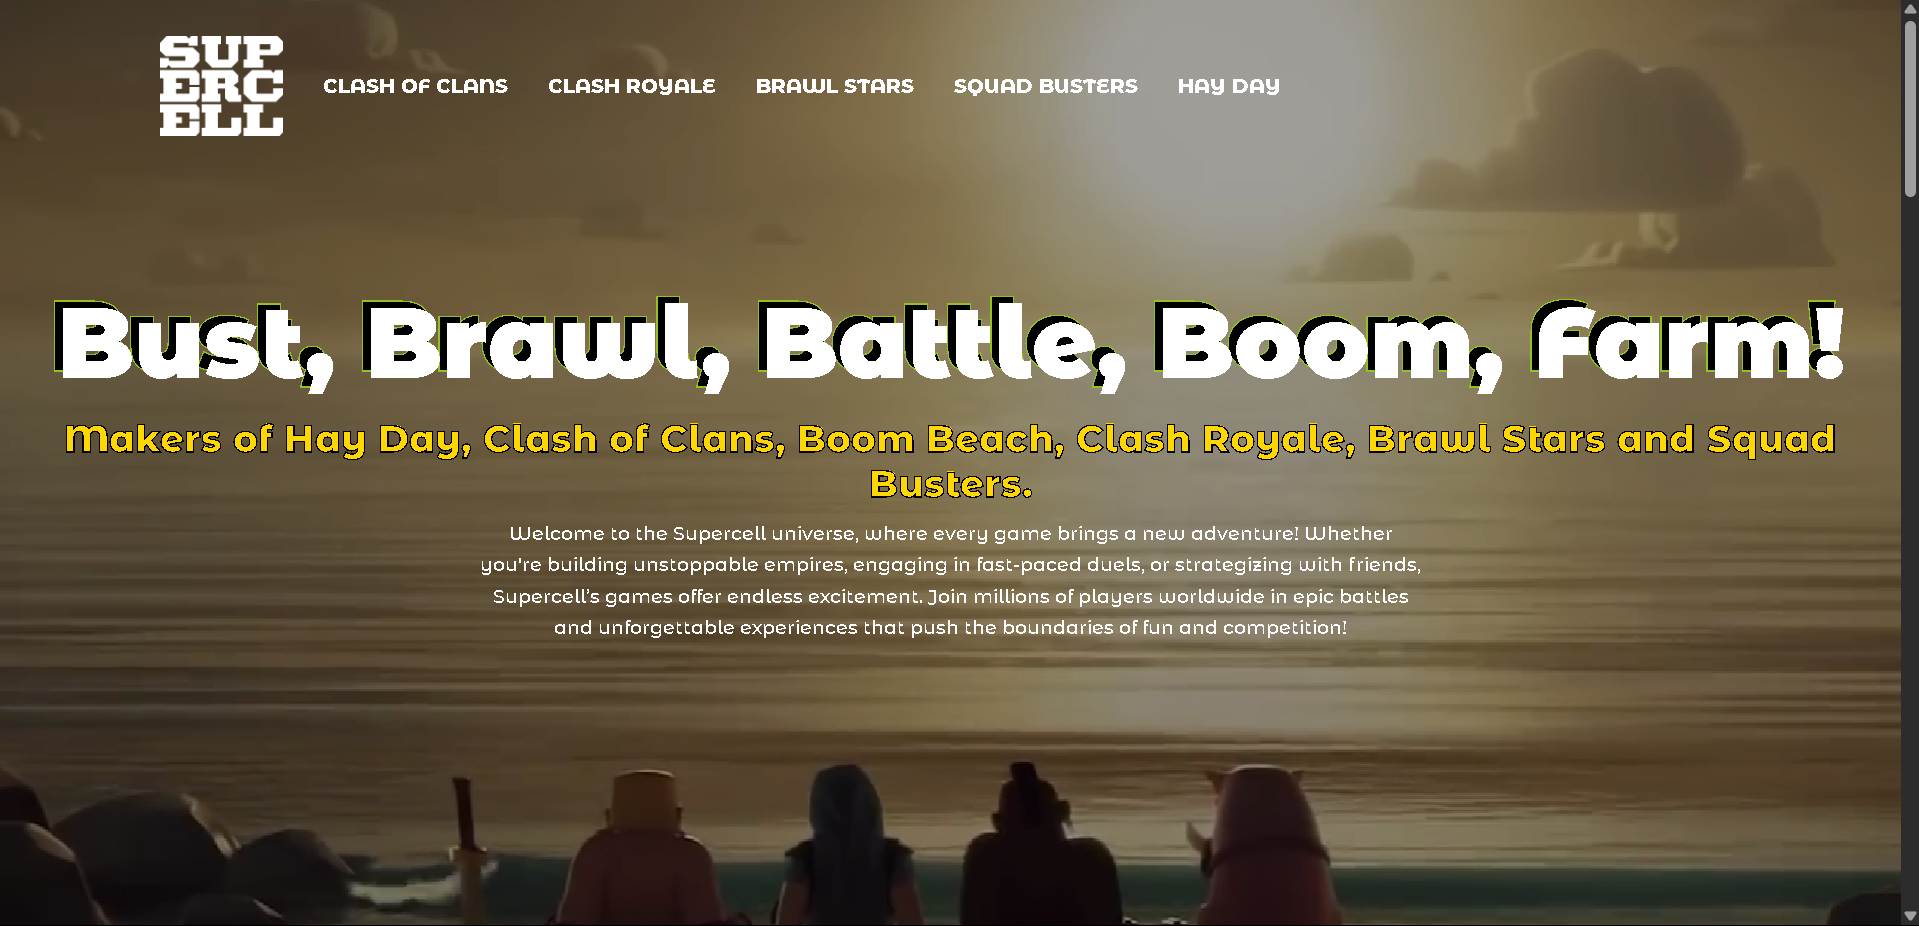 SUP
ERC
ELL
CLASH OF CLANS CLASH ROYALE BRAWL STARS SQUAD BUSTERS HAY DAY
Bust, Brawl, Battle, Boom, Farm!
Makers of Hay Day, Clash of Clans, Boom Beach, Clash Royale, Brawl Stars and Squad
Busters.
Welcome to the Supercell universe, where every game brings a new adventure! Whether
you're building unstoppable empires, engaging in fast-paced duels, or strategizing with friends,
Supercell’s games offer endless excitement. Join millions of players worldwide in epic battles
and unforgettable experiences that push the boundaries of fun and competition!